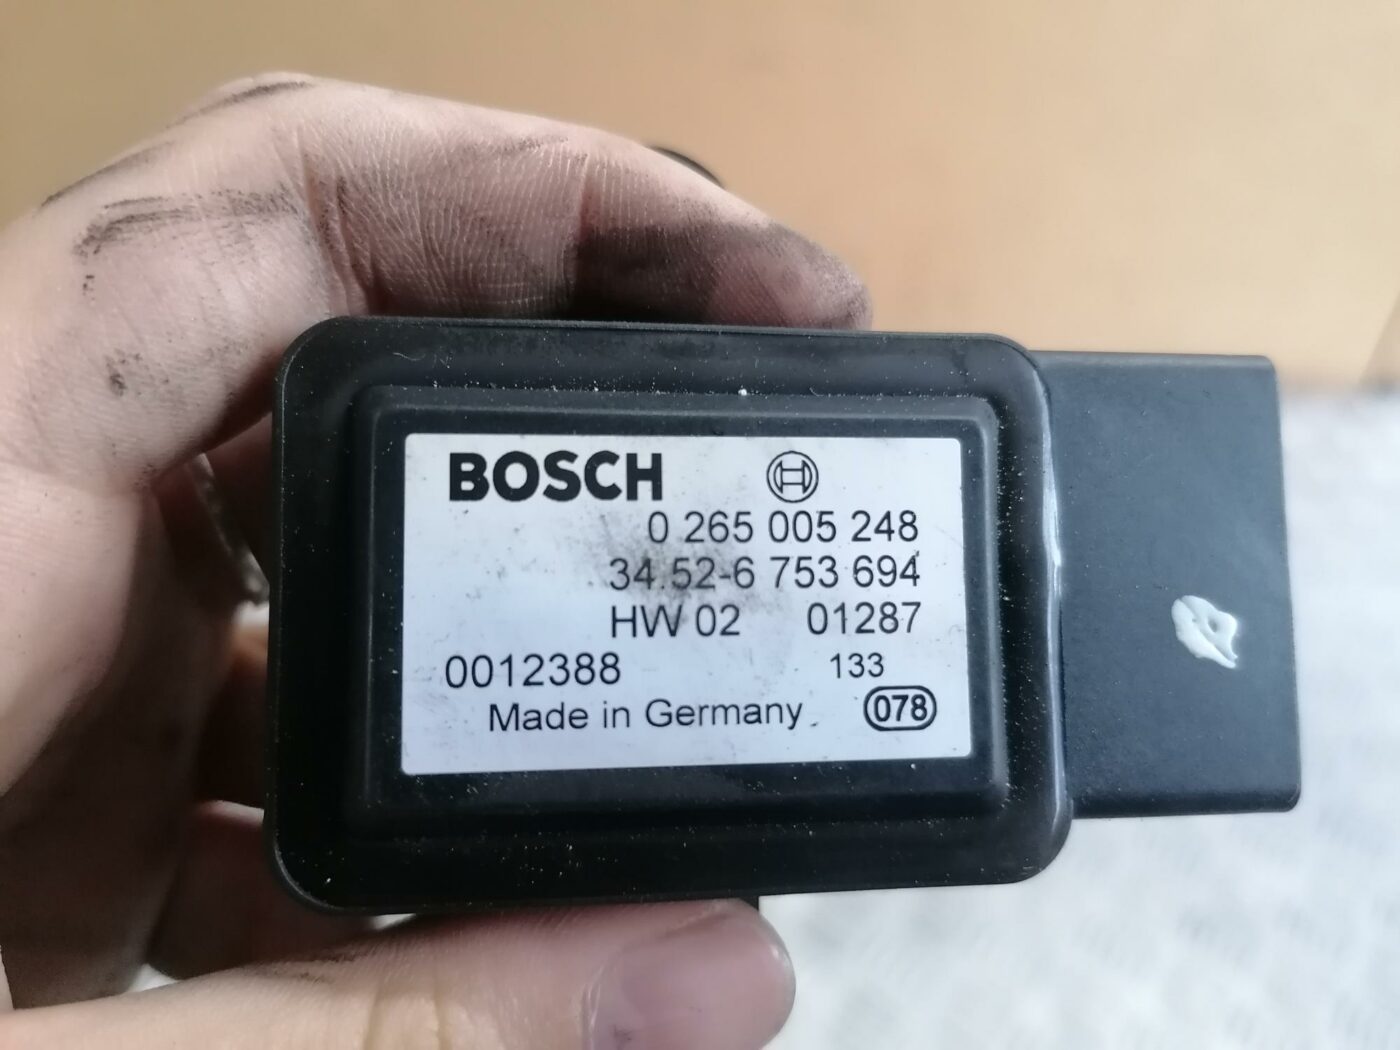 BOSCH
0 265 005 248
34.52-6 753 694
HW 02 01287
0012388 133
Made in Germany 078